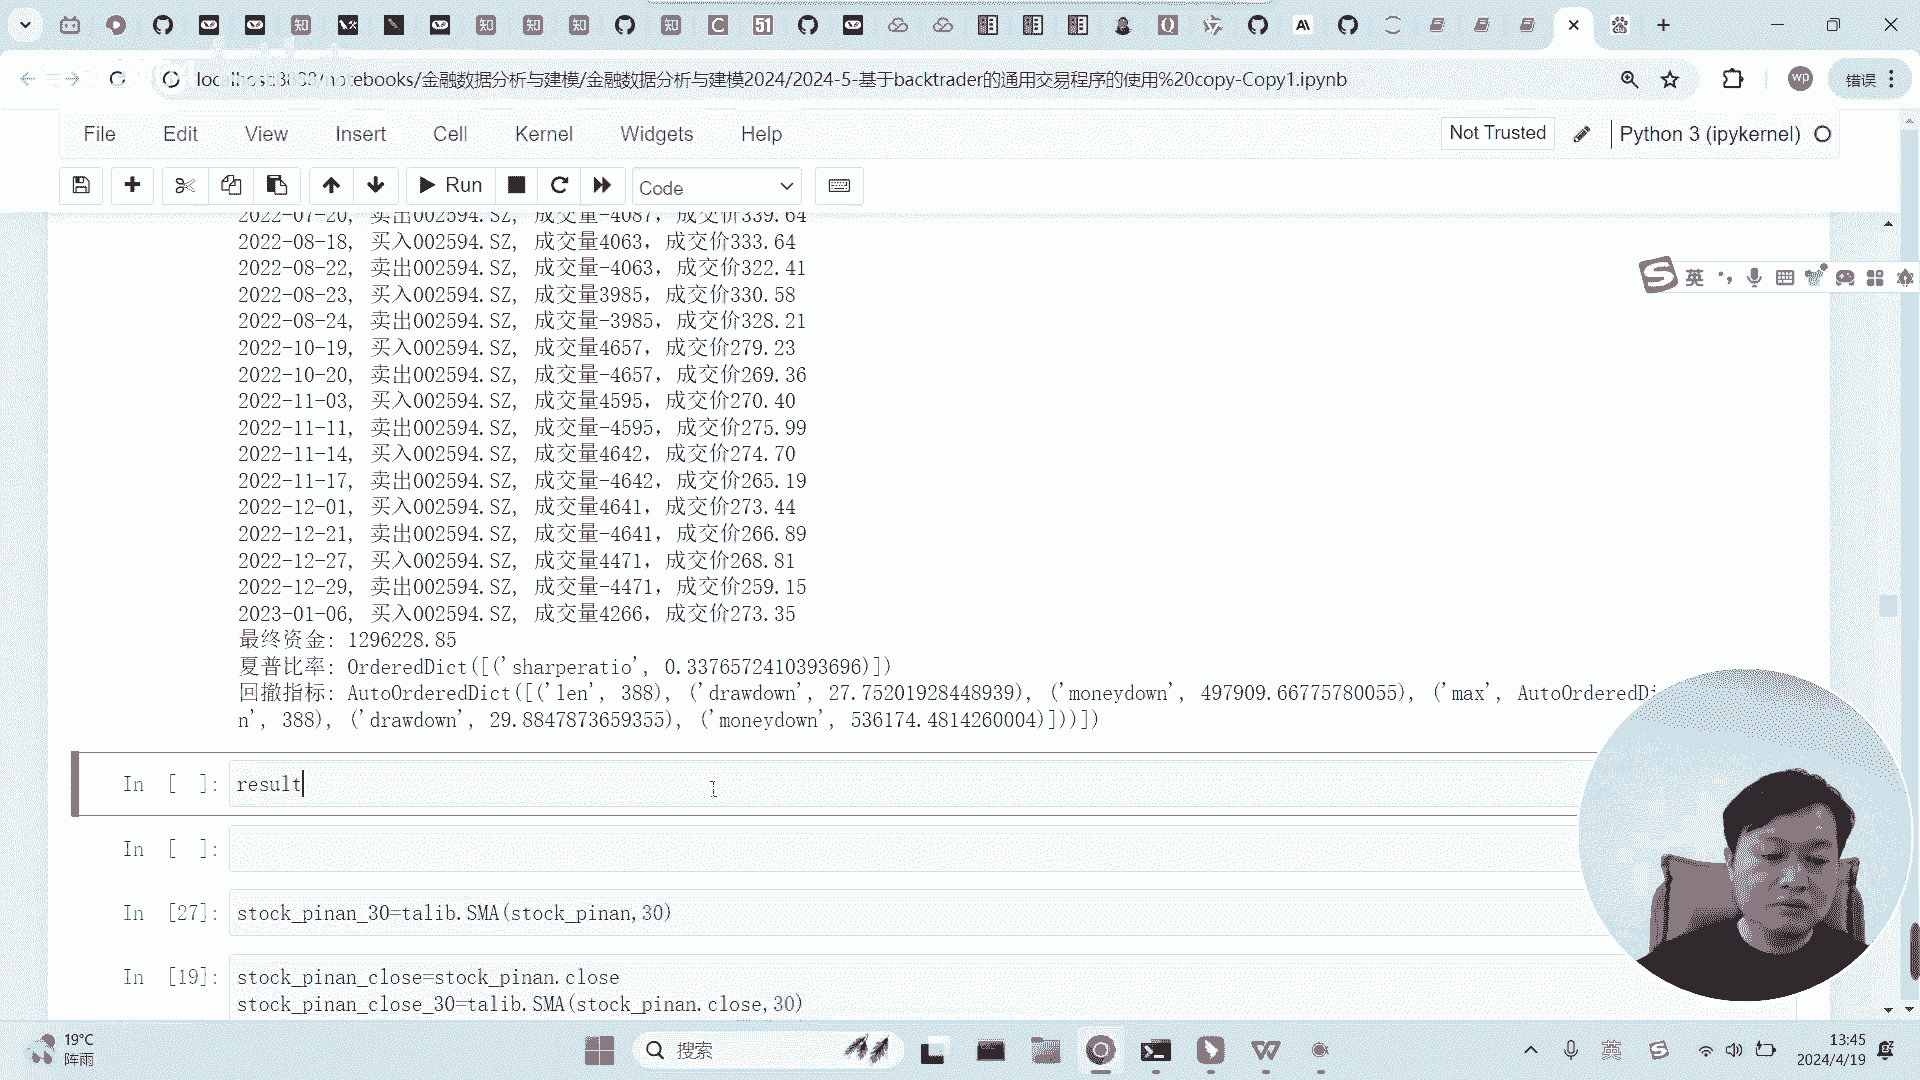 localhost:8888/notebooks/金融数据分析与建模/金融数据分析与建模2024/2024-5-基于backtrader的通用交易程序的使用%20copy-Copy1.ipynb
wp
错误
File Edit View Insert Cell Kernel Widgets Help
Not Trusted
Python 3 (ipykernel)
Run
Code
2022-07-20, 卖出002594.SZ, 成交量-4087, 成交价339.64
2022-08-18, 买入002594.SZ, 成交量4063, 成交价333.64
2022-08-22, 卖出002594.SZ, 成交量-4063, 成交价322.41
2022-08-23, 买入002594.SZ, 成交量3985, 成交价330.58
2022-08-24, 卖出002594.SZ, 成交量-3985, 成交价328.21
2022-10-19, 买入002594.SZ, 成交量4657, 成交价279.23
2022-10-20, 卖出002594.SZ, 成交量-4657, 成交价269.36
2022-11-03, 买入002594.SZ, 成交量4595, 成交价270.40
2022-11-11, 卖出002594.SZ, 成交量-4595, 成交价275.99
2022-11-14, 买入002594.SZ, 成交量4642, 成交价274.70
2022-11-17, 卖出002594.SZ, 成交量-4642, 成交价265.19
2022-12-01, 买入002594.SZ, 成交量4641, 成交价273.44
2022-12-21, 卖出002594.SZ, 成交量-4641, 成交价266.89
2022-12-27, 买入002594.SZ, 成交量4471, 成交价268.81
2022-12-29, 卖出002594.SZ, 成交量-4471, 成交价259.15
2023-01-06, 买入002594.SZ, 成交量4266, 成交价273.35
最终资金: 1296228.85
夏普比率: OrderedDict([('sharperatio', 0.3376572410393696)])
回撤指标: AutoOrderedDict([('len', 388), ('drawdown', 27.75201928448939), ('moneydown', 497909.66775780055), ('max', AutoOrderedDi
n', 388), ('drawdown', 29.8847873659355), ('moneydown', 536174.4814260004)]))])
In [ ]: result
In [ ]:
In [27]: stock_pinan_30=talib.SMA(stock_pinan,30)
In [19]: stock_pinan_close=stock_pinan.close
stock_pinan_close_30=talib.SMA(stock_pinan.close,30)
英
19°C
阵雨
搜索
英
13:45
2024/4/19